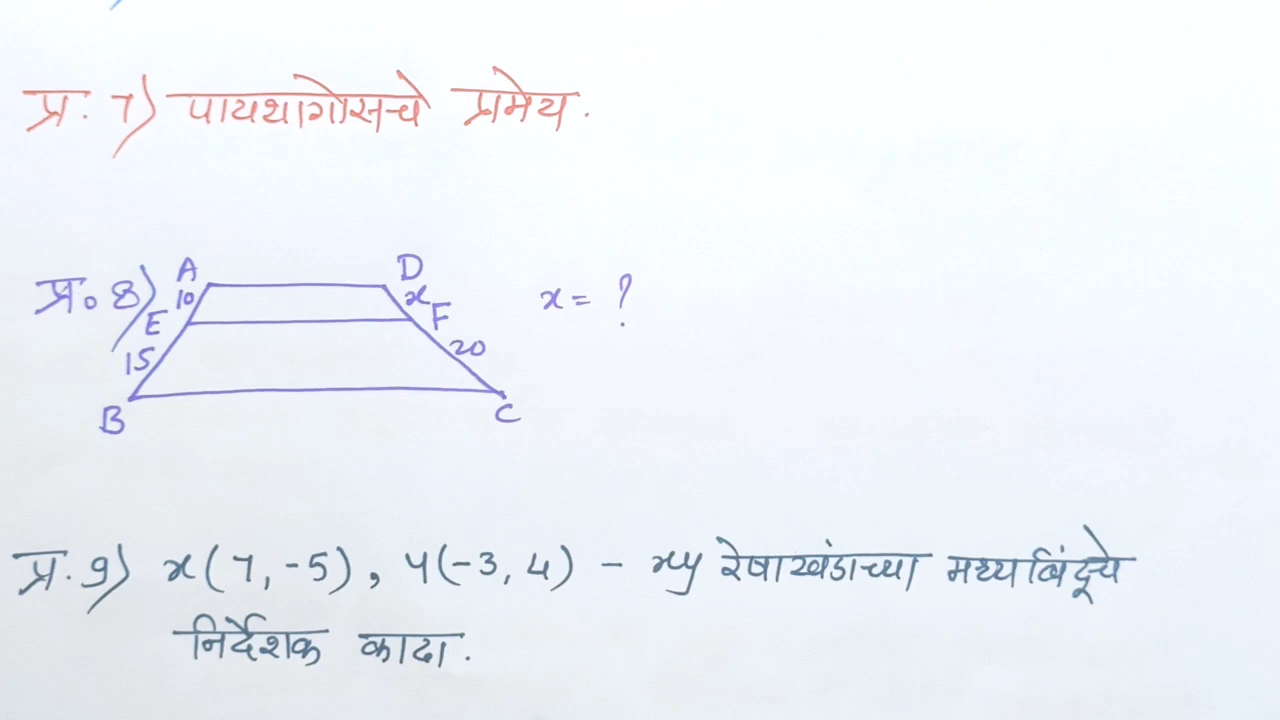 प्र. 7) पायथागोरसचे प्रमेय.
प्र. 8) A D
10 x x = ?
E F
15 20
B C
प्र. 9) x(7, -5), y(-3, 4) - xy रेषाखंडाच्या मध्यबिंदूचे
निर्देशक काढा.